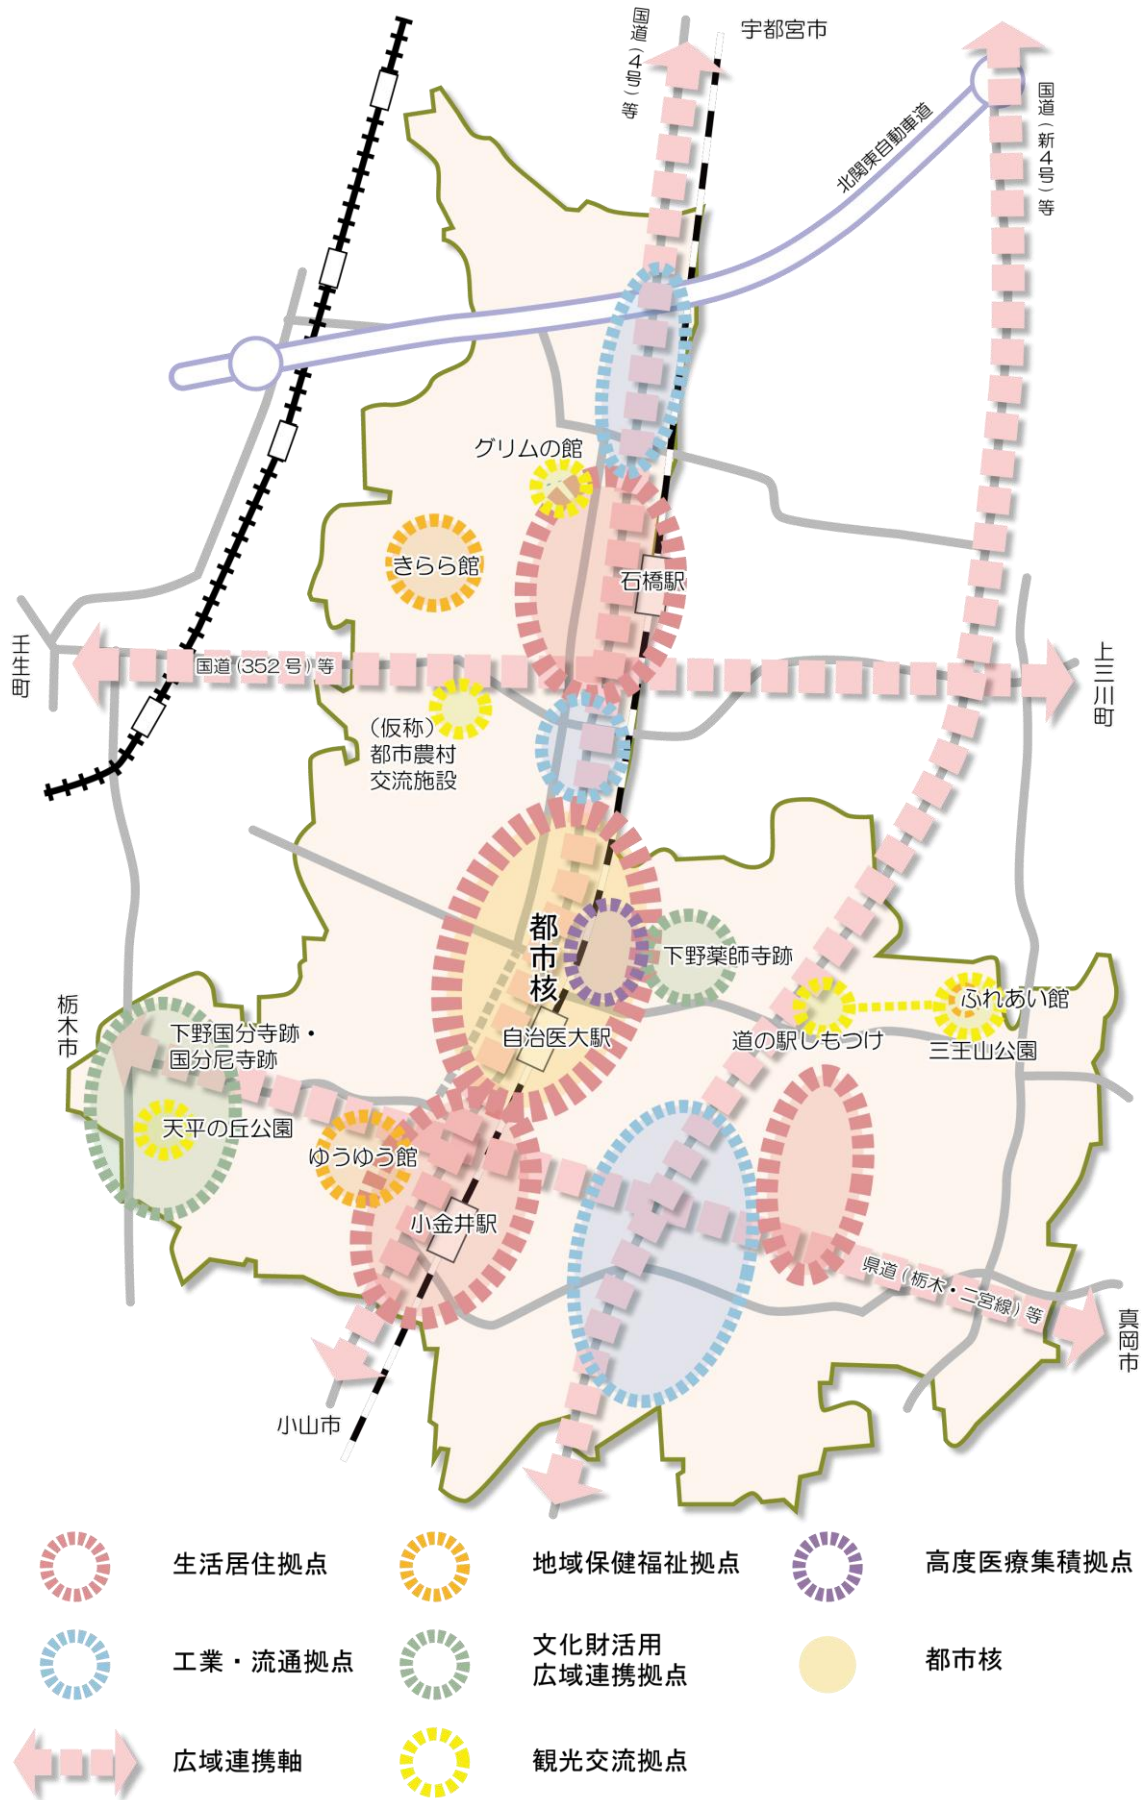 宇都宮市
国道(4号)等
国道(新4号)等
北関東自動車道
グリムの館
きらら館
石橋駅
壬生町
国道(352号)等
上三川町
(仮称)
都市農村
交流施設
都市核
下野薬師寺跡
自治医大駅
道の駅しもつけ
ふれあい館
三王山公園
栃木市
下野国分寺跡・
国分尼寺跡
天平の丘公園
ゆうゆう館
小金井駅
県道(栃木・二宮線)等
真岡市
小山市
生活居住拠点
地域保健福祉拠点
高度医療集積拠点
工業・流通拠点
文化財活用
広域連携拠点
都市核
広域連携軸
観光交流拠点